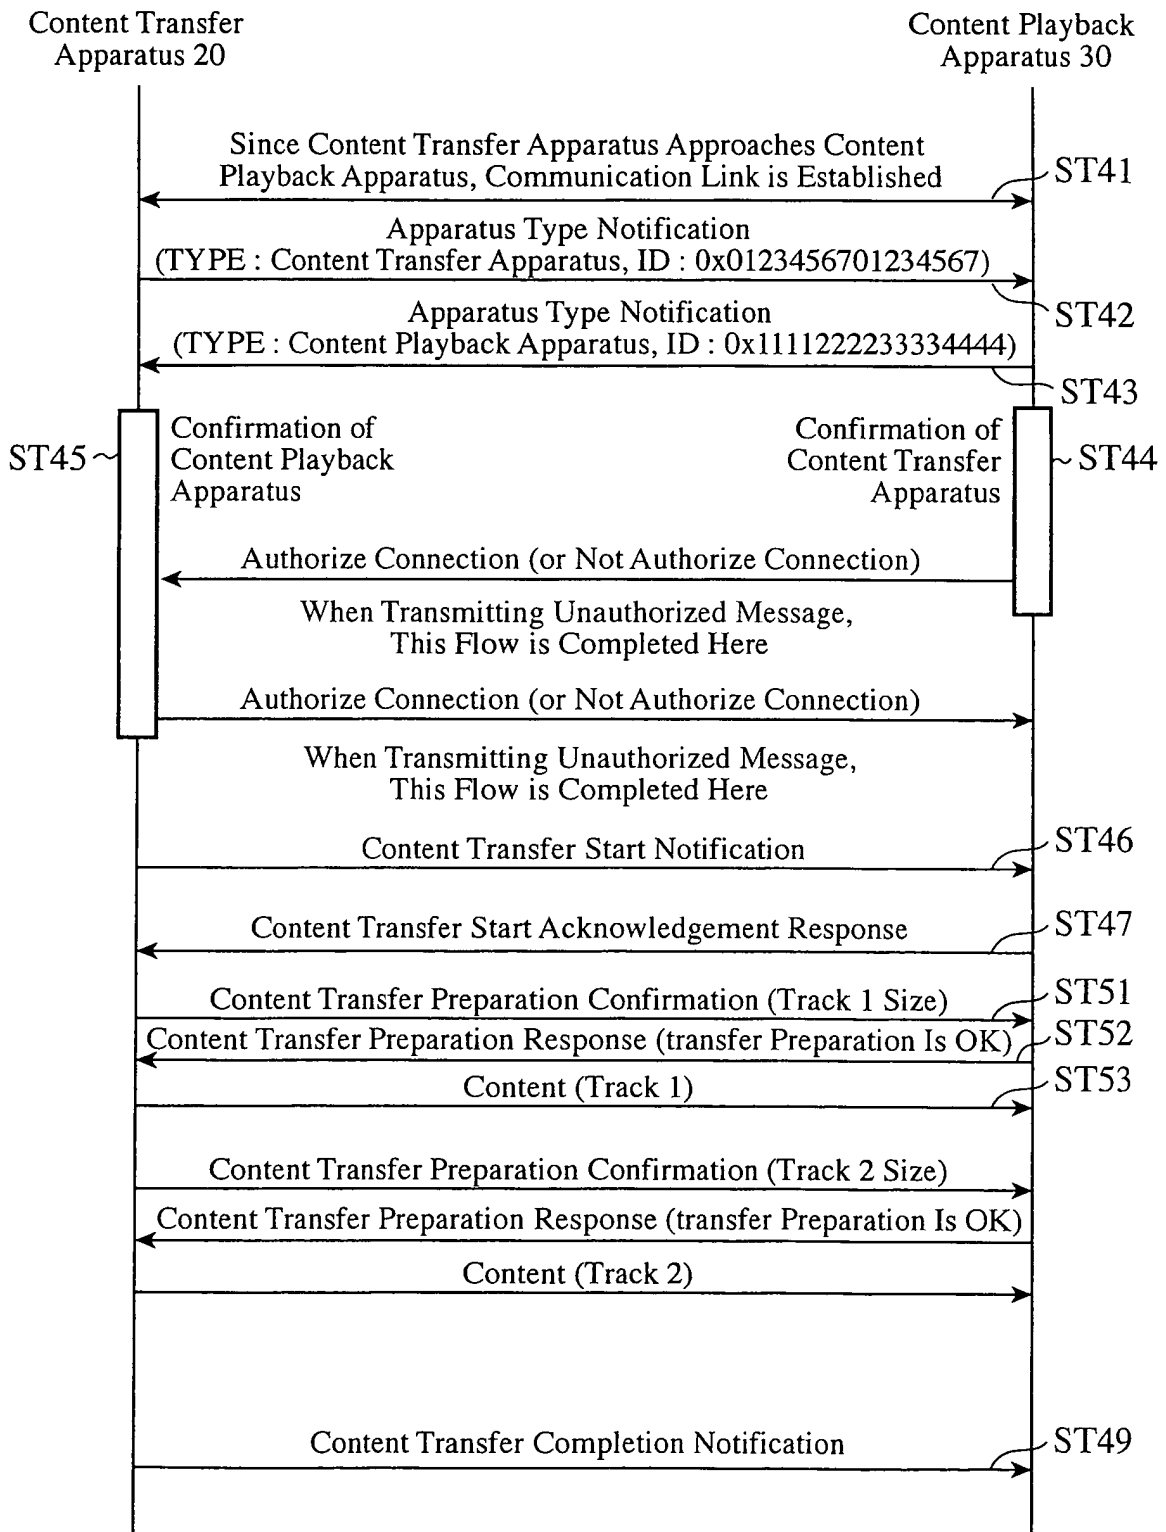 Content Transfer
Apparatus 20
Content Playback
Apparatus 30
Since Content Transfer Apparatus Approaches Content
Playback Apparatus, Communication Link is Established
ST41
Apparatus Type Notification
(TYPE : Content Transfer Apparatus, ID : 0x0123456701234567)
ST42
Apparatus Type Notification
(TYPE : Content Playback Apparatus, ID : 0x1111222233334444)
ST43
ST45
Confirmation of
Content Playback
Apparatus
Confirmation of
Content Transfer
Apparatus
ST44
Authorize Connection (or Not Authorize Connection)
When Transmitting Unauthorized Message,
This Flow is Completed Here
Authorize Connection (or Not Authorize Connection)
When Transmitting Unauthorized Message,
This Flow is Completed Here
Content Transfer Start Notification
ST46
Content Transfer Start Acknowledgement Response
ST47
Content Transfer Preparation Confirmation (Track 1 Size)
ST51
Content Transfer Preparation Response (transfer Preparation Is OK)
ST52
Content (Track 1)
ST53
Content Transfer Preparation Confirmation (Track 2 Size)
Content Transfer Preparation Response (transfer Preparation Is OK)
Content (Track 2)
Content Transfer Completion Notification
ST49